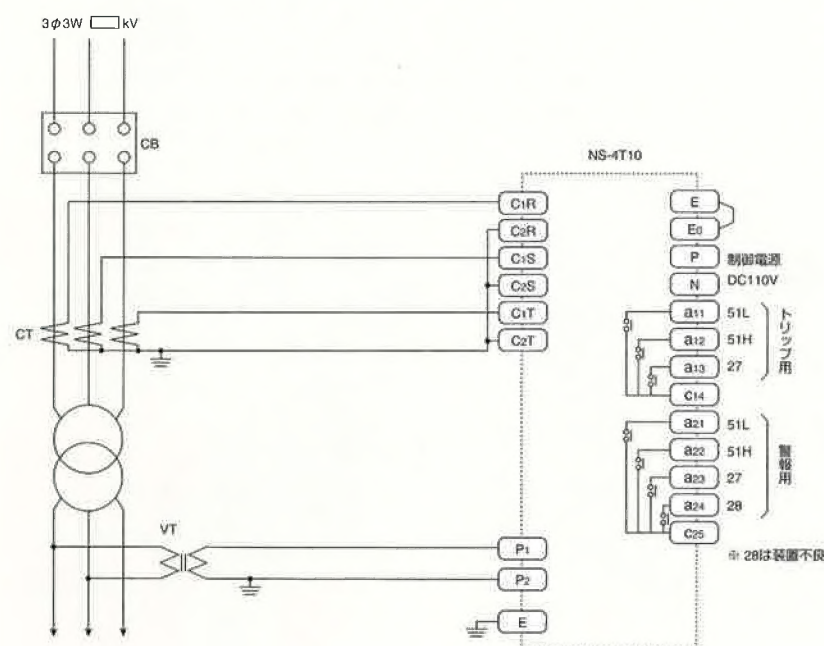 3φ3W kV
CB
NS-4T10
C1R
C2R
C1S
C2S
C1T
C2T
CT
VT
P1
P2
E
E
E0
P 制御電源
N DC110V
a11 51L
a12 51H
a13 27
c14
トリップ用
a21 51L
a22 51H
a23 27
a24 28
c25
警報用
※ 28は装置不良